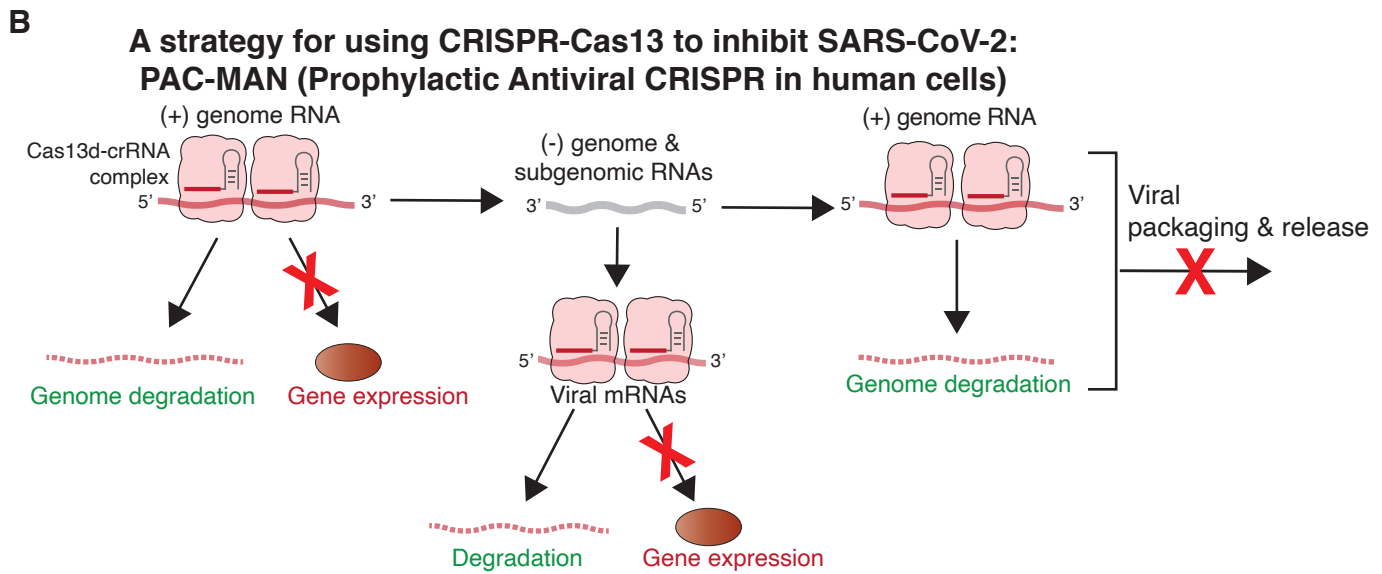 B
A strategy for using CRISPR-Cas13 to inhibit SARS-CoV-2:
PAC-MAN (Prophylactic Antiviral CRISPR in human cells)
(+) genome RNA
Cas13d-crRNA
complex
5’
3’
(-) genome &
subgenomic RNAs
3’
5’
(+) genome RNA
5’
3’
Viral
packaging & release
X
X
Genome degradation
Gene expression
5’
3’
Viral mRNAs
Genome degradation
X
Degradation
Gene expression